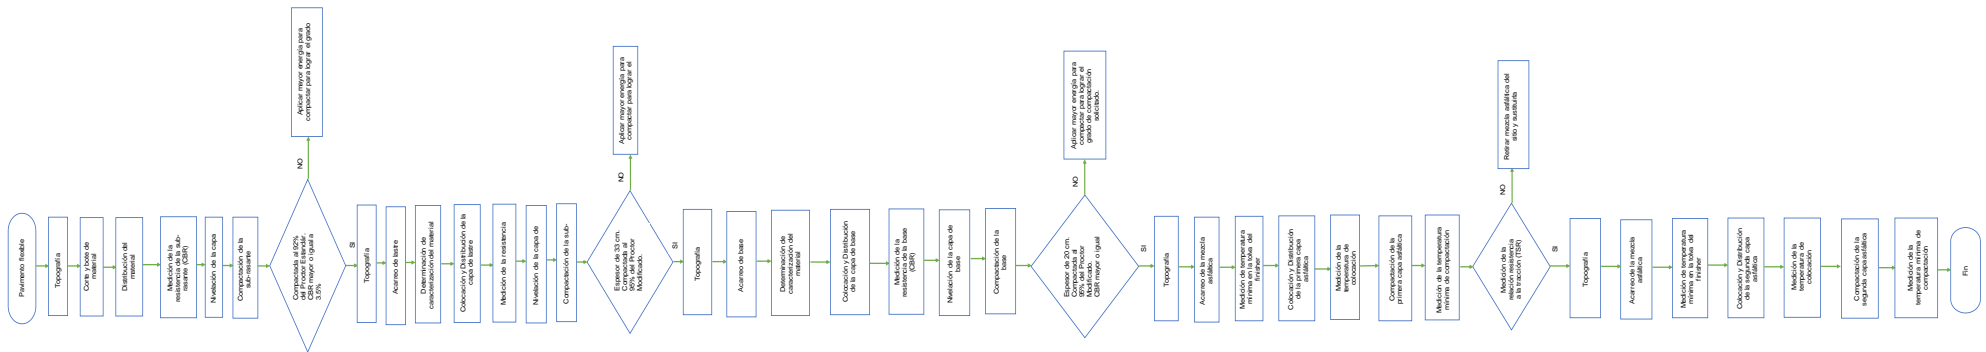 Pavimento flexible
Topografía
Corte y bote de
material
Distribución del
material
Medición de la
resistencia de la sub-
rasante (CBR)
Nivelación de la capa
Compactación de la
sub-rasante
Compactada al 92%
del Proctor Estándar.
CBR mayor o igual a
3.5%
NO
Aplicar mayor energía para
compactar para lograr el grado
SI
Topografía
Acarreo de lastre
Determinación de
caracterización del material
Colocación y Distribución de la
capa de lastre
Medición de la resistencia
Nivelación de la capa de
Compactación de la sub-
Espesor de 33 cm.
Compactada al
95% del Proctor
Modificado.
NO
Aplicar mayor energía para
compactar para lograr el
SI
Topografía
Acarreo de base
Determinación de
caracterización del
material
Colocación y Distribución
de la capa de base
Medición de la
resistencia de base
(CBR)
Nivelación de la capa de
base
Compactación de la
base
Espesor de 20 cm.
Compactada al
95% del Proctor
Modificado.
CBR mayor o igual
NO
Aplicar mayor energía para
compactar para lograr el
grado de compactación
solicitado.
SI
Topografía
Acarreo de la mezcla
asfáltica
Medición de temperatura
mínima en la tolva del
finisher
Colocación y Distribución
de la primera capa
asfáltica
Medición de la
temperatura de
colocación
Compactación de la
primera capa asfáltica
Medición de la temperatura
mínima de compactación
Medición de la
relación resistencia
a la tracción (TSR)
NO
Retirar mezcla asfáltica del
sitio y sustituirla
SI
Topografía
Acarreo de la mezcla
asfáltica
Medición de temperatura
mínima en la tolva del
finisher
Colocación y Distribución
de la segunda capa
asfáltica
Medición de la
temperatura de
colocación
Compactación de la
segunda capa asfáltica
Medición de la
temperatura mínima de
compactación
Fin